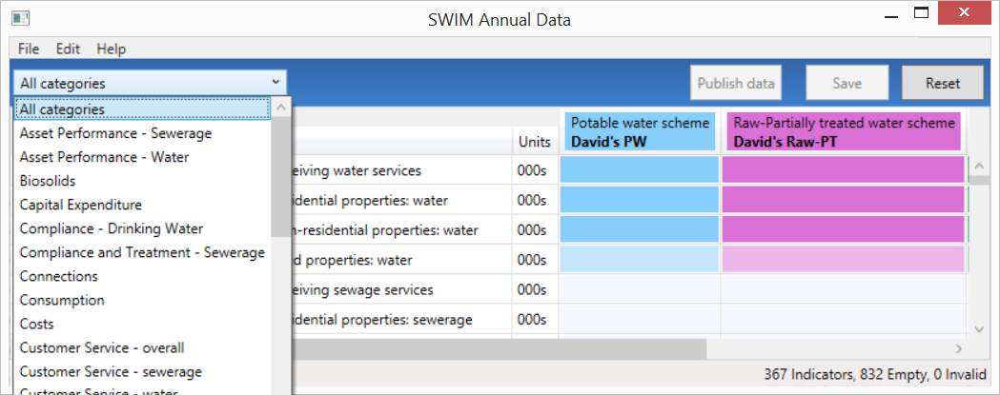 SWIM Annual Data
File Edit Help
All categories
Publish data
Save
Reset
All categories
Asset Performance - Sewerage
Asset Performance - Water
Biosolids
Capital Expenditure
Compliance - Drinking Water
Compliance and Treatment - Sewerage
Connections
Consumption
Costs
Customer Service - overall
Customer Service - sewerage
Customer Service - water
Units
Potable water scheme
David's PW
Raw-Partially treated water scheme
David's Raw-PT
eiving water services 000s
idential properties: water 000s
n-residential properties: water 000s
ed properties: water 000s
eiving sewage services 000s
idential properties: sewerage 000s
367 Indicators, 832 Empty, 0 Invalid